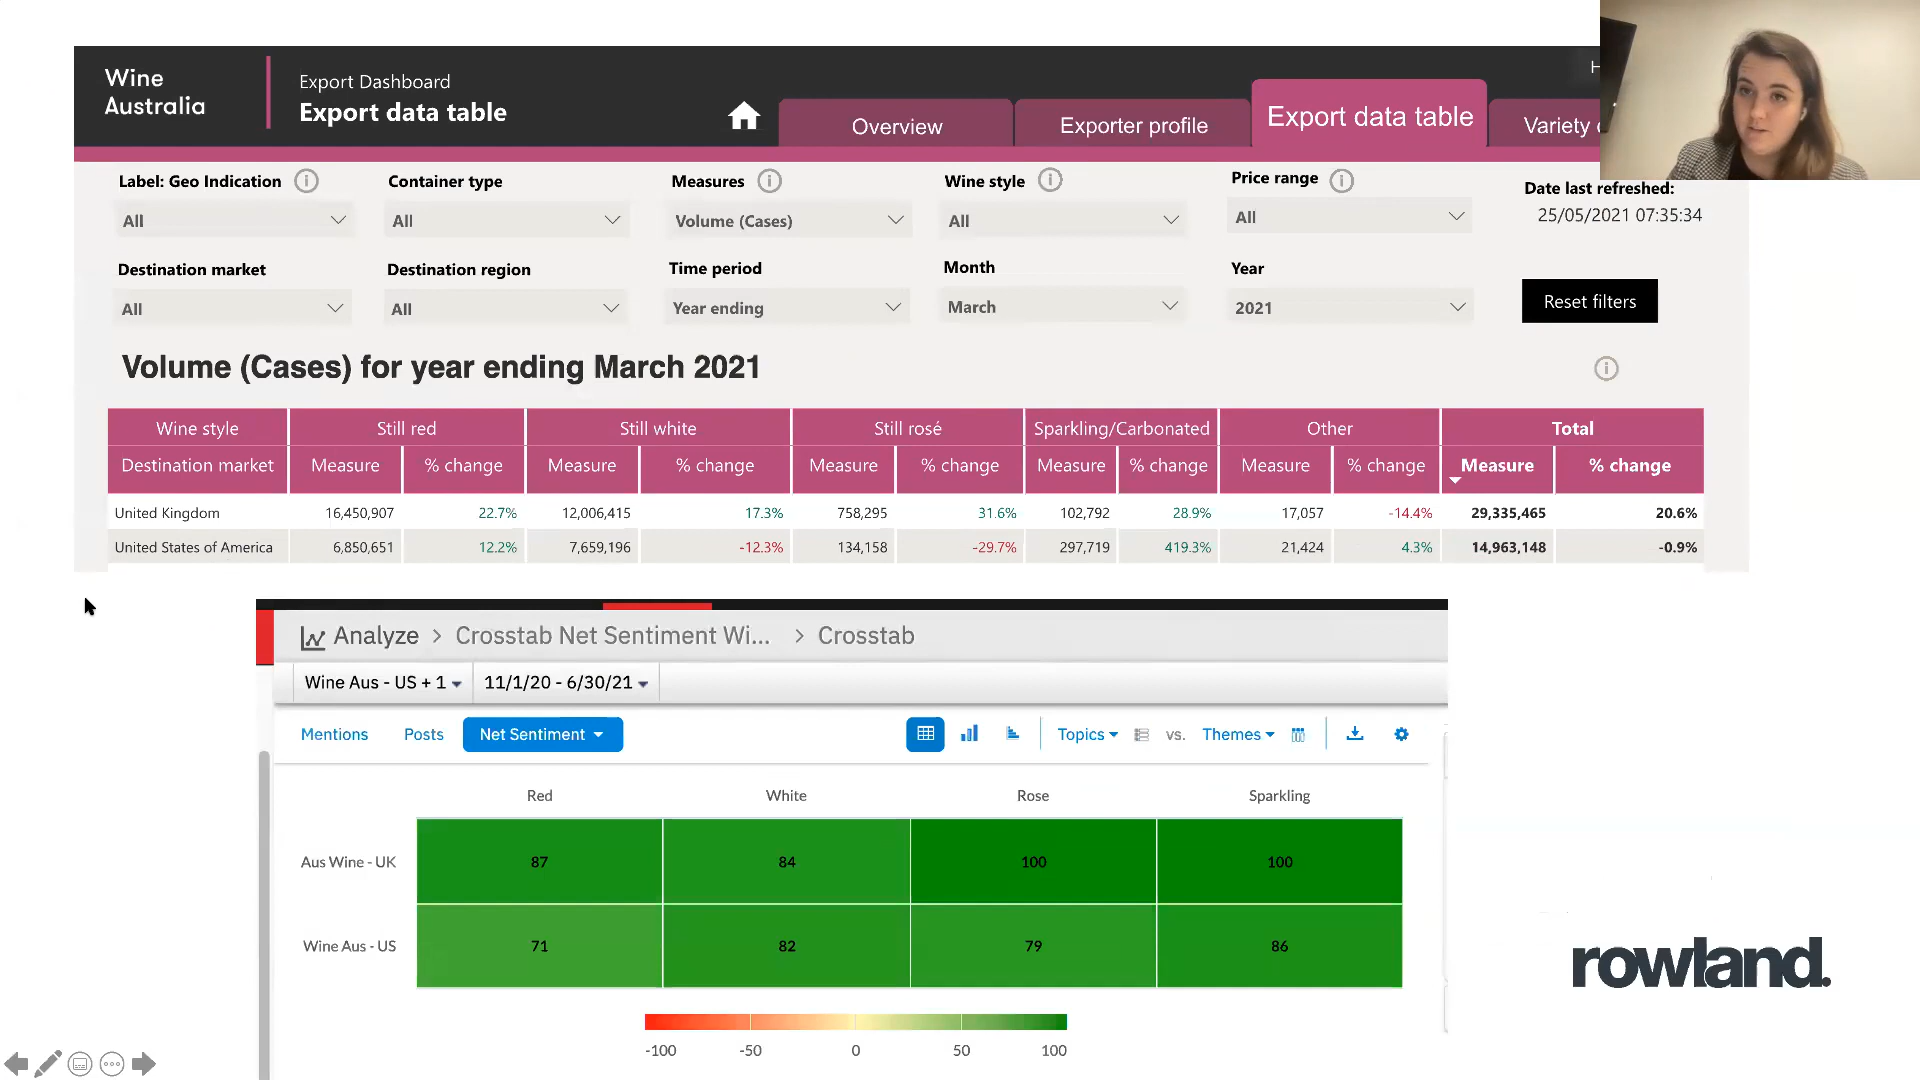 Wine
Australia
Export Dashboard
Export data table
Overview
Exporter profile
Export data table
Variety
Label: Geo Indication
Container type
Measures
Wine style
Price range
Date last refreshed:
25/05/2021 07:35:34
All
All
Volume (Cases)
All
All
Destination market
Destination region
Time period
Month
Year
All
All
Year ending
March
2021
Reset filters
Volume (Cases) for year ending March 2021
Wine style Still red Still white Still rosé Sparkling/Carbonated Other Total
Destination market Measure % change Measure % change Measure % change Measure % change Measure % change Measure % change
United Kingdom 16,450,907 22.7% 12,006,415 17.3% 758,295 31.6% 102,792 28.9% 17,057 -14.4% 29,335,465 20.6%
United States of America 6,850,651 12.2% 7,659,196 -12.3% 134,158 -29.7% 297,719 419.3% 21,424 4.3% 14,963,148 -0.9%
Analyze > Crosstab Net Sentiment Wi... > Crosstab
Wine Aus - US + 1 11/1/20 - 6/30/21
Mentions Posts Net Sentiment Topics vs. Themes
Red White Rose Sparkling
Aus Wine - UK 87 84 100 100
Wine Aus - US 71 82 79 86
-100 -50 0 50 100
rowland.